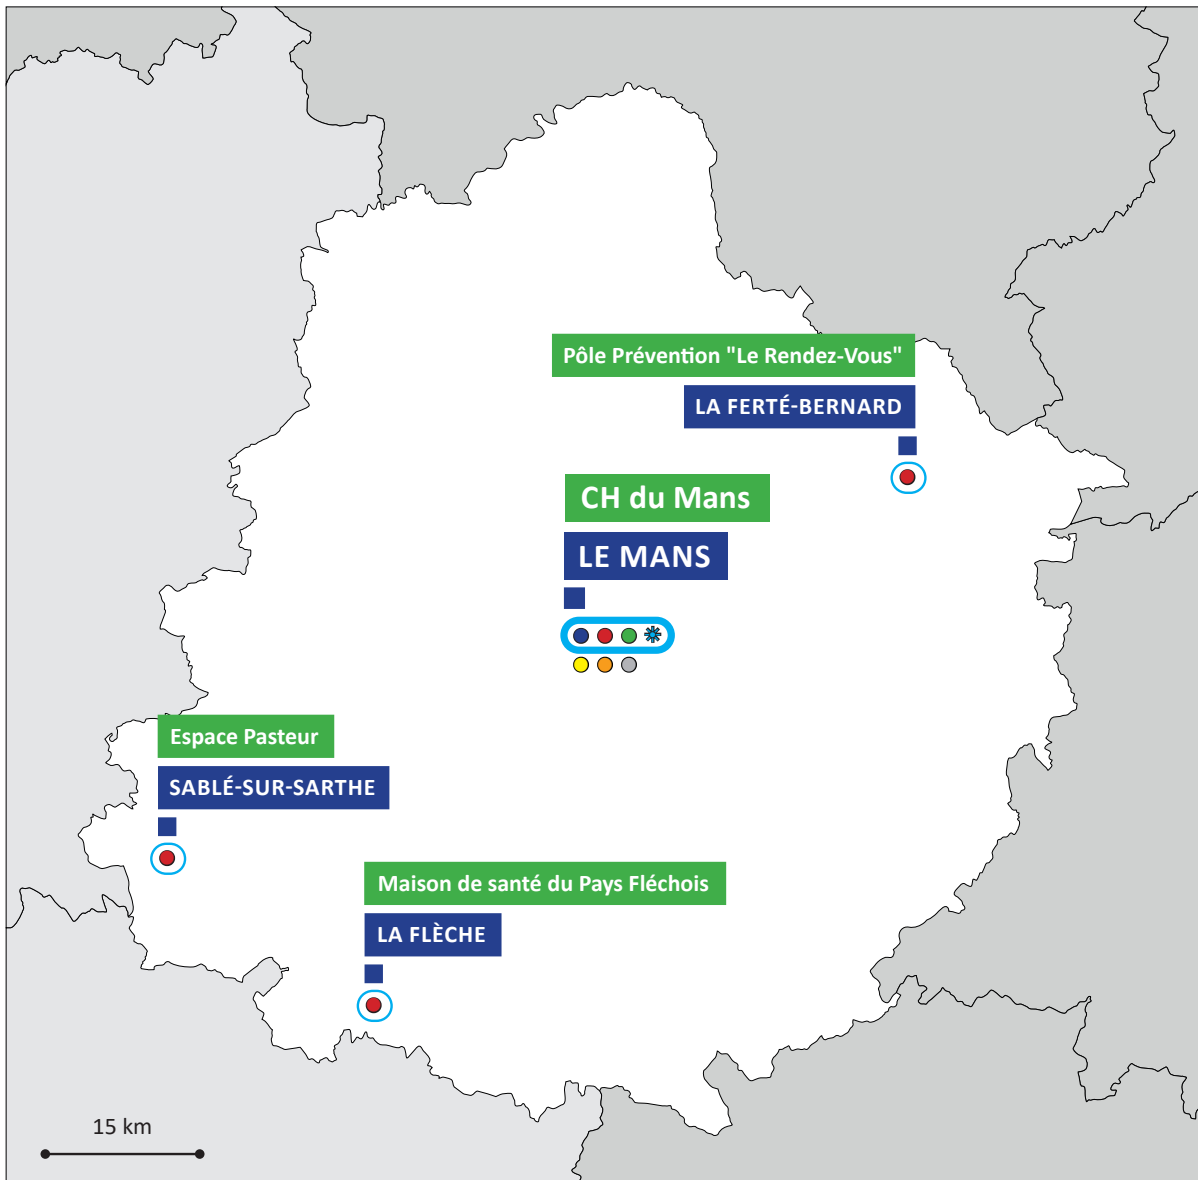 Pôle Prévention "Le Rendez-Vous"
LA FERTÉ-BERNARD
CH du Mans
LE MANS
Espace Pasteur
SABLÉ-SUR-SARTHE
Maison de santé du Pays Fléchois
LA FLÈCHE
15 km